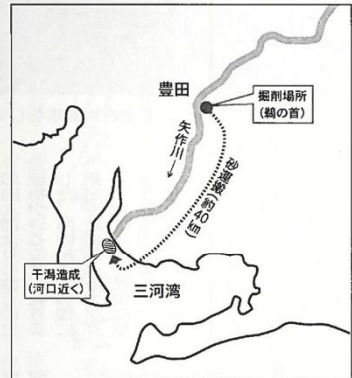 豊田
掘削場所
(鵜の首)
矢作川
砂運搬(約40km)
干潟造成
(河口近く)
三河湾